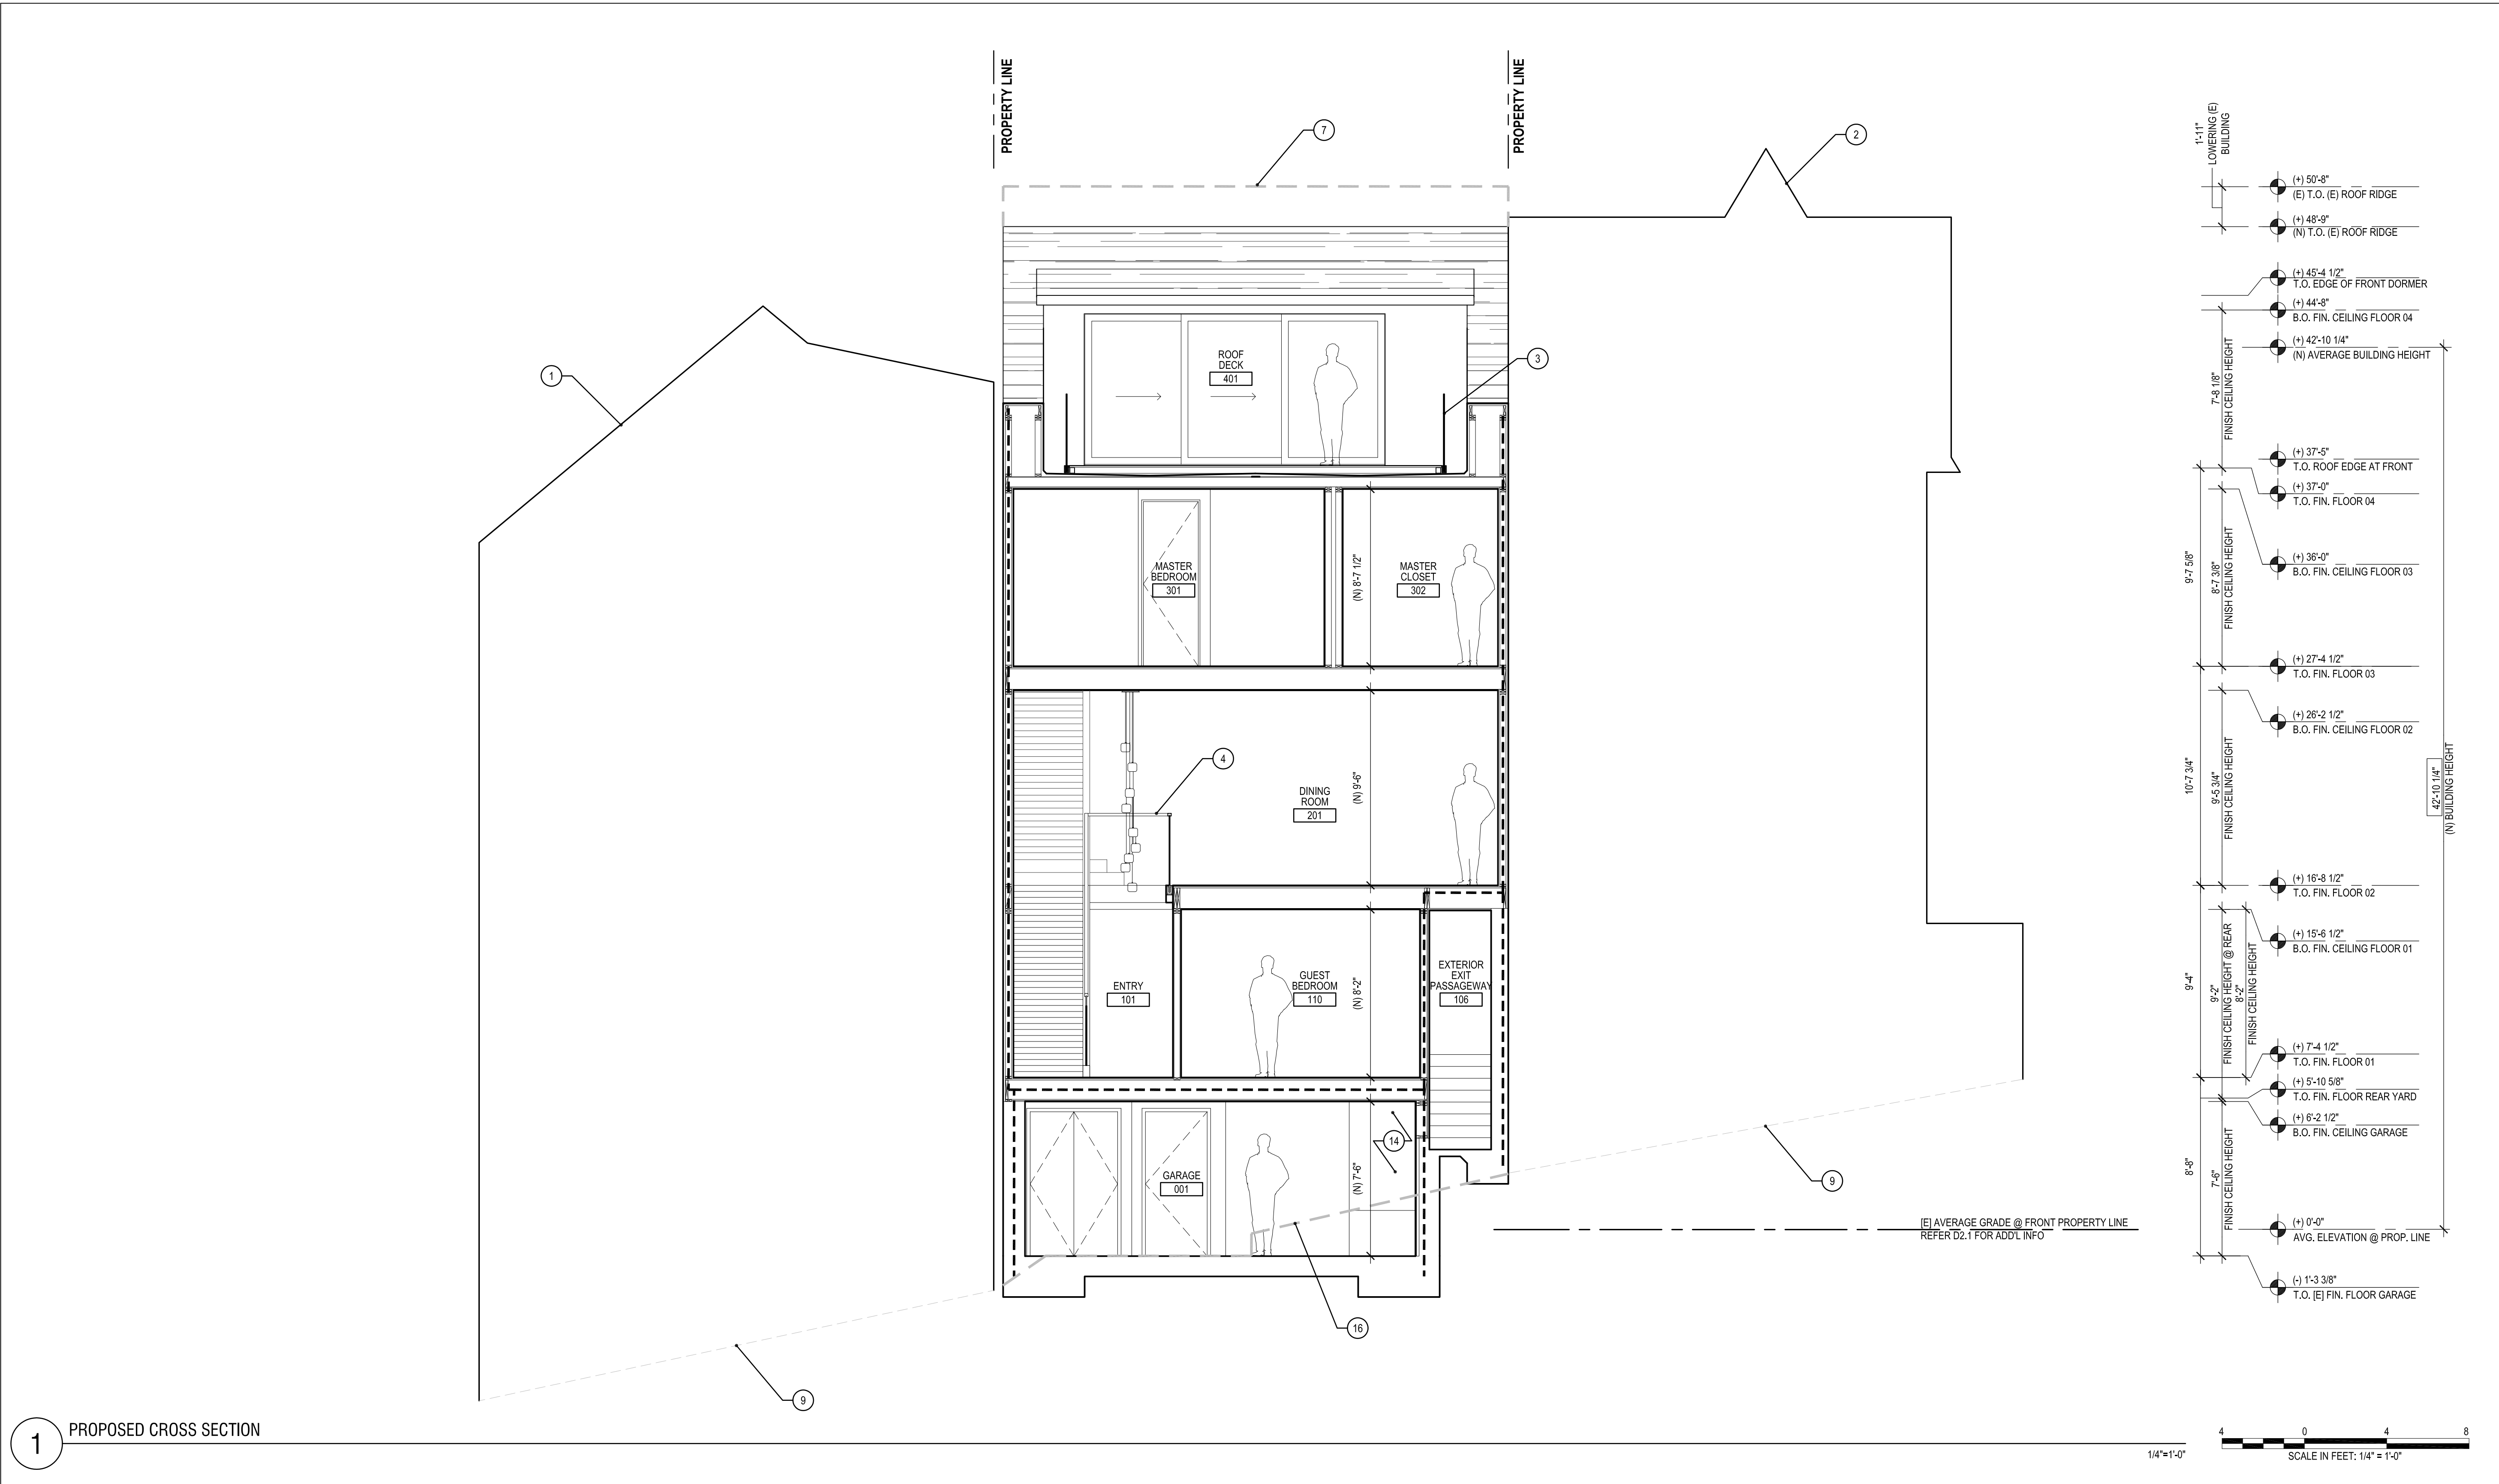 PROPERTY LINE
PROPERTY LINE
7
2
1
3
ROOF
DECK
401
MASTER
BEDROOM
301
(N) 8'-7 1/2"
MASTER
CLOSET
302
4
DINING
ROOM
201
(N) 9'-6"
ENTRY
101
GUEST
BEDROOM
110
(N) 8'-2"
EXTERIOR
EXIT
PASSAGEWAY
106
14
GARAGE
001
(N) 7'-6"
9
[E] AVERAGE GRADE @ FRONT PROPERTY LINE
REFER D2.1 FOR ADD'L INFO
16
9
1'-11"
LOWERING (E)
BUILDING
(+) 50'-8"
(E) T.O. (E) ROOF RIDGE
(+) 48'-9"
(N) T.O. (E) ROOF RIDGE
(+) 45'-4 1/2"
T.O. EDGE OF FRONT DORMER
(+) 44'-8"
B.O. FIN. CEILING FLOOR 04
(+) 42'-10 1/4"
(N) AVERAGE BUILDING HEIGHT
7'-8 1/8"
FINISH CEILING HEIGHT
(+) 37'-5"
T.O. ROOF EDGE AT FRONT
(+) 37'-0"
T.O. FIN. FLOOR 04
(+) 36'-0"
B.O. FIN. CEILING FLOOR 03
9'-7 5/8"
8'-7 3/8"
FINISH CEILING HEIGHT
(+) 27'-4 1/2"
T.O. FIN. FLOOR 03
(+) 26'-2 1/2"
B.O. FIN. CEILING FLOOR 02
10'-7 3/4"
9'-5 3/4"
FINISH CEILING HEIGHT
42'-10 1/4"
(N) BUILDING HEIGHT
(+) 16'-8 1/2"
T.O. FIN. FLOOR 02
(+) 15'-6 1/2"
B.O. FIN. CEILING FLOOR 01
9'-4"
9'-2"
FINISH CEILING HEIGHT @ REAR
8'-2"
FINISH CEILING HEIGHT
(+) 7'-4 1/2"
T.O. FIN. FLOOR 01
(+) 5'-10 5/8"
T.O. FIN. FLOOR REAR YARD
(+) 6'-2 1/2"
B.O. FIN. CEILING GARAGE
8'-8"
7'-6"
FINISH CEILING HEIGHT
(+) 0'-0"
AVG. ELEVATION @ PROP. LINE
(-) 1'-3 3/8"
T.O. [E] FIN. FLOOR GARAGE
1
PROPOSED CROSS SECTION
1/4"=1'-0"
4 0 4 8
SCALE IN FEET: 1/4" = 1'-0"